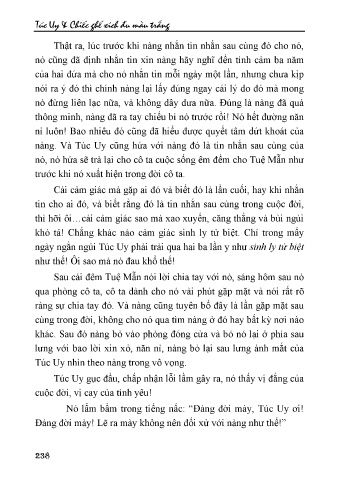 Túc Uy & Chiếc ghế xích đu màu trắng
Thật ra, lúc trước khi nàng nhắn tin nhắn sau cùng đó cho nó,
nó cũng đã định nhắn tin xin nàng hãy nghĩ đến tình cảm ba năm
của hai đứa mà cho nó nhắn tin mỗi ngày một lần, nhưng chưa kịp
nói ra ý đó thì chính nàng lại lấy đúng ngay cái lý do đó mà mong
nó đừng liên lạc nữa, và không dây dưa nữa. Đúng là nàng đã quá
thông minh, nàng đã ra tay chiếu bí nó trước rồi! Nó hết đường năn
nỉ luôn! Bao nhiêu đó cũng đã hiểu được quyết tâm dứt khoát của
nàng. Và Túc Uy cũng hứa với nàng đó là tin nhắn sau cùng của
nó, nó hứa sẽ trả lại cho cô ta cuộc sống êm đềm cho Tuệ Mẫn như
trước khi nó xuất hiện trong đời cô ta.
Cái cảm giác mà gặp ai đó và biết đó là lần cuối, hay khi nhắn
tin cho ai đó, và biết rằng đó là tin nhắn sau cùng trong cuộc đời,
thì hỡi ôi…cái cảm giác sao mà xao xuyến, căng thẳng và bùi ngùi
khó tả! Chẳng khác nào cảm giác sinh ly tử biệt. Chỉ trong mấy
ngày ngắn ngủi Túc Uy phải trải qua hai ba lần y như sinh ly tử biệt
như thế! Ôi sao mà nó đau khổ thế!
Sau cái đêm Tuệ Mẫn nói lời chia tay với nó, sáng hôm sau nó
qua phòng cô ta, cô ta dành cho nó vài phút gặp mặt và nói rất rõ
ràng sự chia tay đó. Và nàng cũng tuyên bố đây là lần gặp mặt sau
cùng trong đời, không cho nó qua tìm nàng ở đó hay bất kỳ nơi nào
khác. Sau đó nàng bỏ vào phòng đóng cửa và bỏ nó lại ở phía sau
lưng với bao lời xin xỏ, năn nỉ, nàng bỏ lại sau lưng ánh mắt của
Túc Uy nhìn theo nàng trong vô vọng.
Túc Uy gục đầu, chấp nhận lỗi lầm gây ra, nó thấy vị đắng của
cuộc đời, vị cay của tình yêu!
Nó lẩm bẩm trong tiếng nấc: “Đáng đời mày, Túc Uy ơi!
Đáng đời mày! Lẽ ra mày không nên đối xử với nàng như thế!”
238